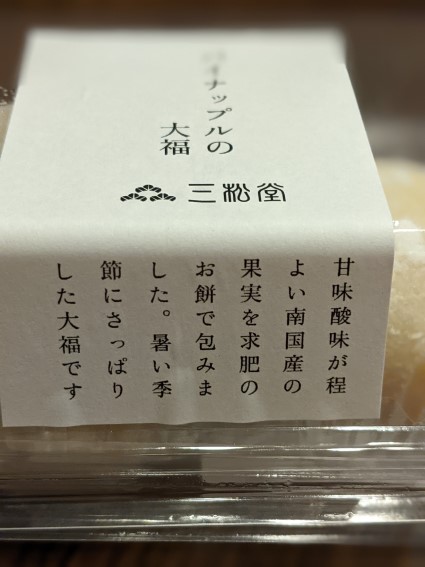 パイナップルの
大福
三松堂
甘味酸味が程
よい南国産の
果実を求肥の
お餅で包みま
した。暑い季
節にさっぱり
した大福です